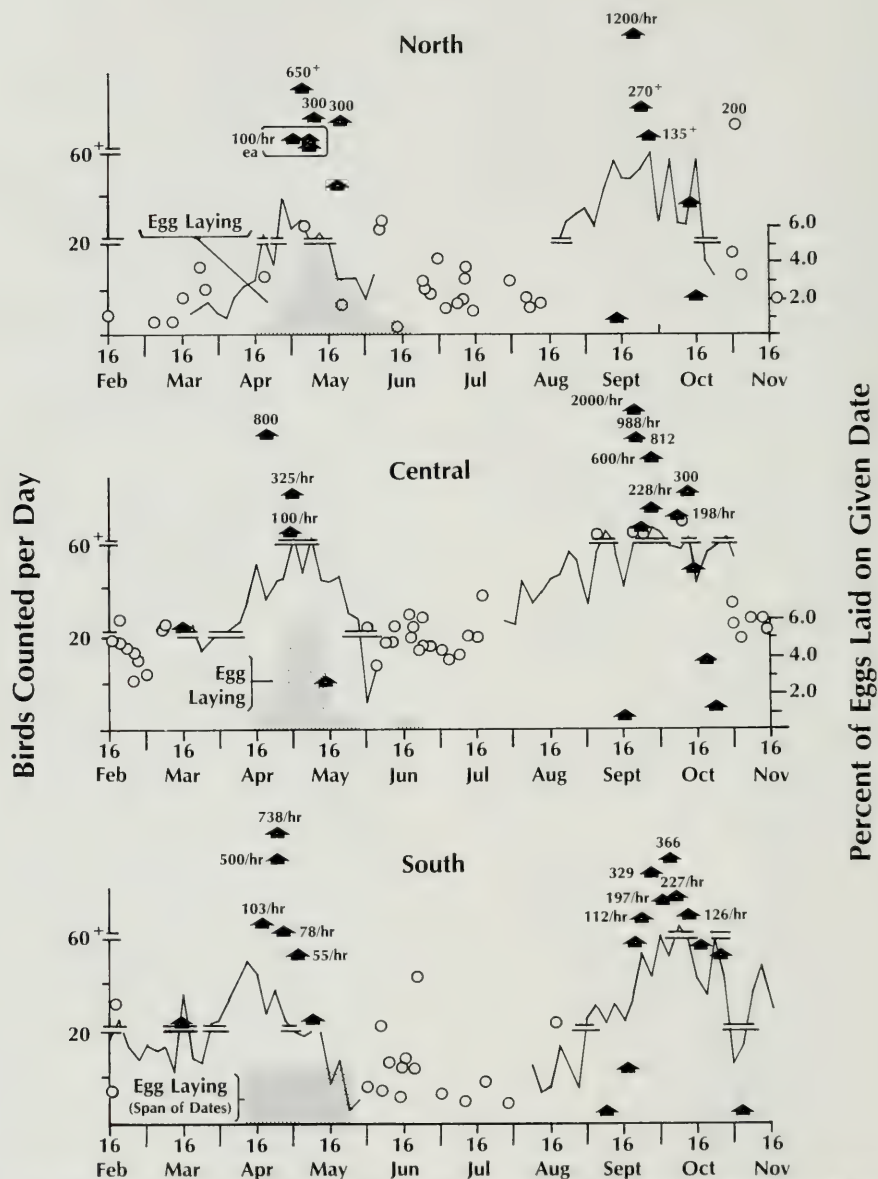 North
1200/hr
650+
270+
300 300
200
100/hr
ea
135+
60+
Egg Laying
6.0
20
4.0
2.0
16 16 16 16 16 16 16 16 16 16
Feb Mar Apr May Jun Jul Aug Sept Oct Nov
2000/hr
800
988/hr
Central
812
325/hr
600/hr
300
100/hr
228/hr
198/hr
60+
6.0
20
Egg
Laying
4.0
2.0
16 16 16 16 16 16 16 16 16 16
Feb Mar Apr May Jun Jul Aug Sept Oct Nov
738/hr
500/hr
South
366
329
103/hr
197/hr
227/hr
78/hr
112/hr
126/hr
60+
55/hr
20
Egg Laying
(Span of Dates)
16 16 16 16 16 16 16 16 16 16
Feb Mar Apr May Jun Jul Aug Sept Oct Nov
Birds Counted per Day
Percent of Eggs Laid on Given Date